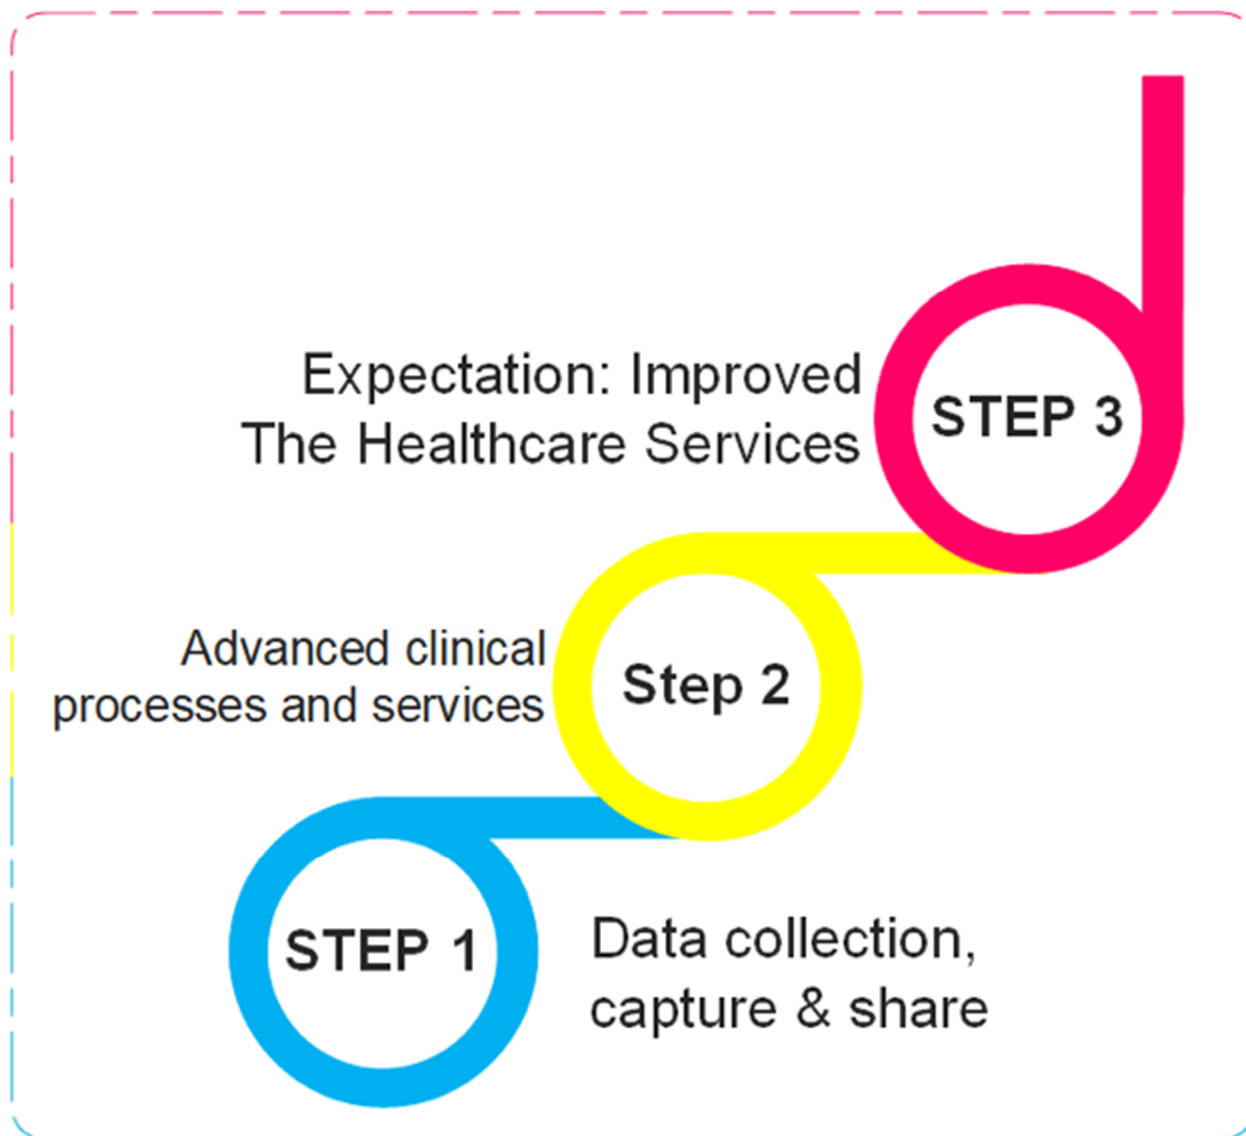 Expectation: Improved
The Healthcare Services
STEP 3
Advanced clinical
processes and services
Step 2
STEP 1
Data collection,
capture & share